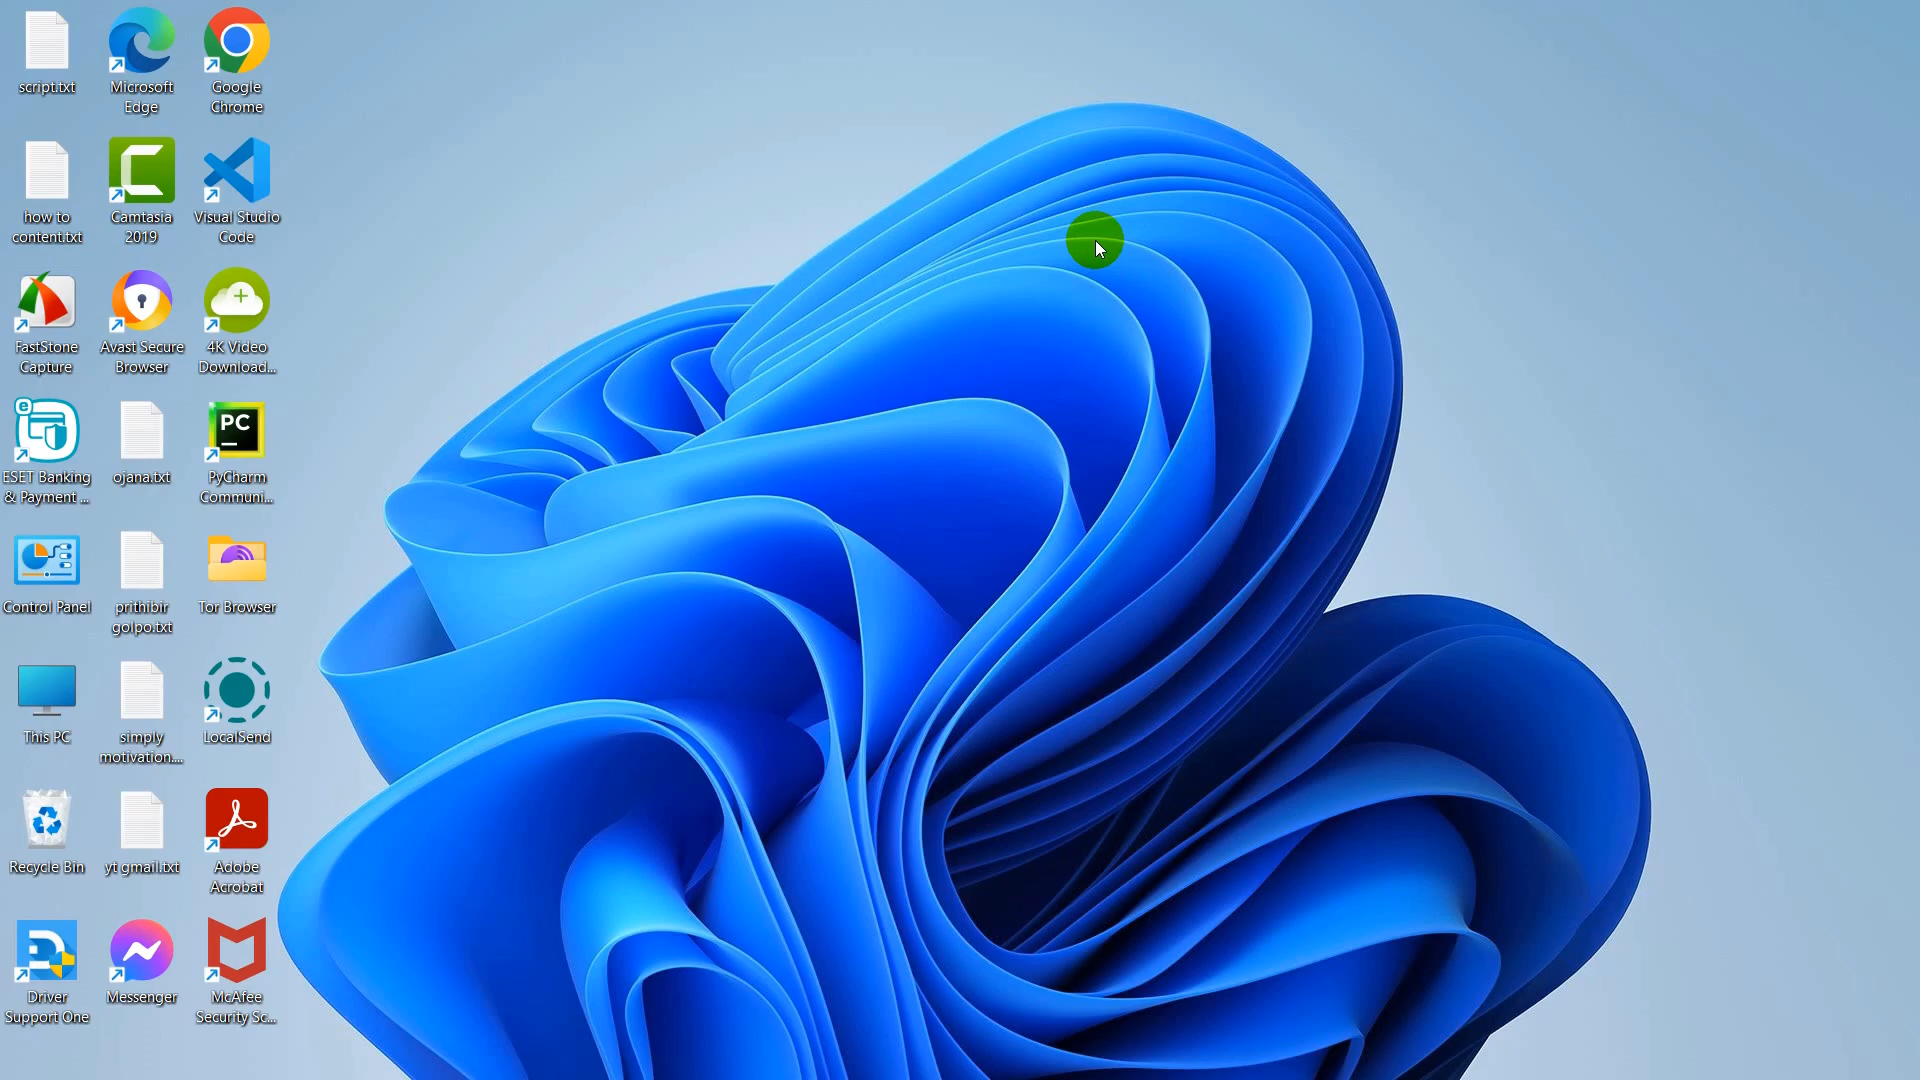 script.txt
Microsoft
Edge
Google
Chrome
how to
content.txt
Camtasia
2019
Visual Studio
Code
FastStone
Capture
Avast Secure
Browser
4K Video
Download...
ESET Banking
& Payment ...
ojana.txt
PC
PyCharm
Communi...
Control Panel
prithibir
golpo.txt
Tor Browser
This PC
simply
motivation....
LocalSend
Recycle Bin
yt gmail.txt
Adobe
Acrobat
Driver
Support One
Messenger
McAfee
Security Sc...